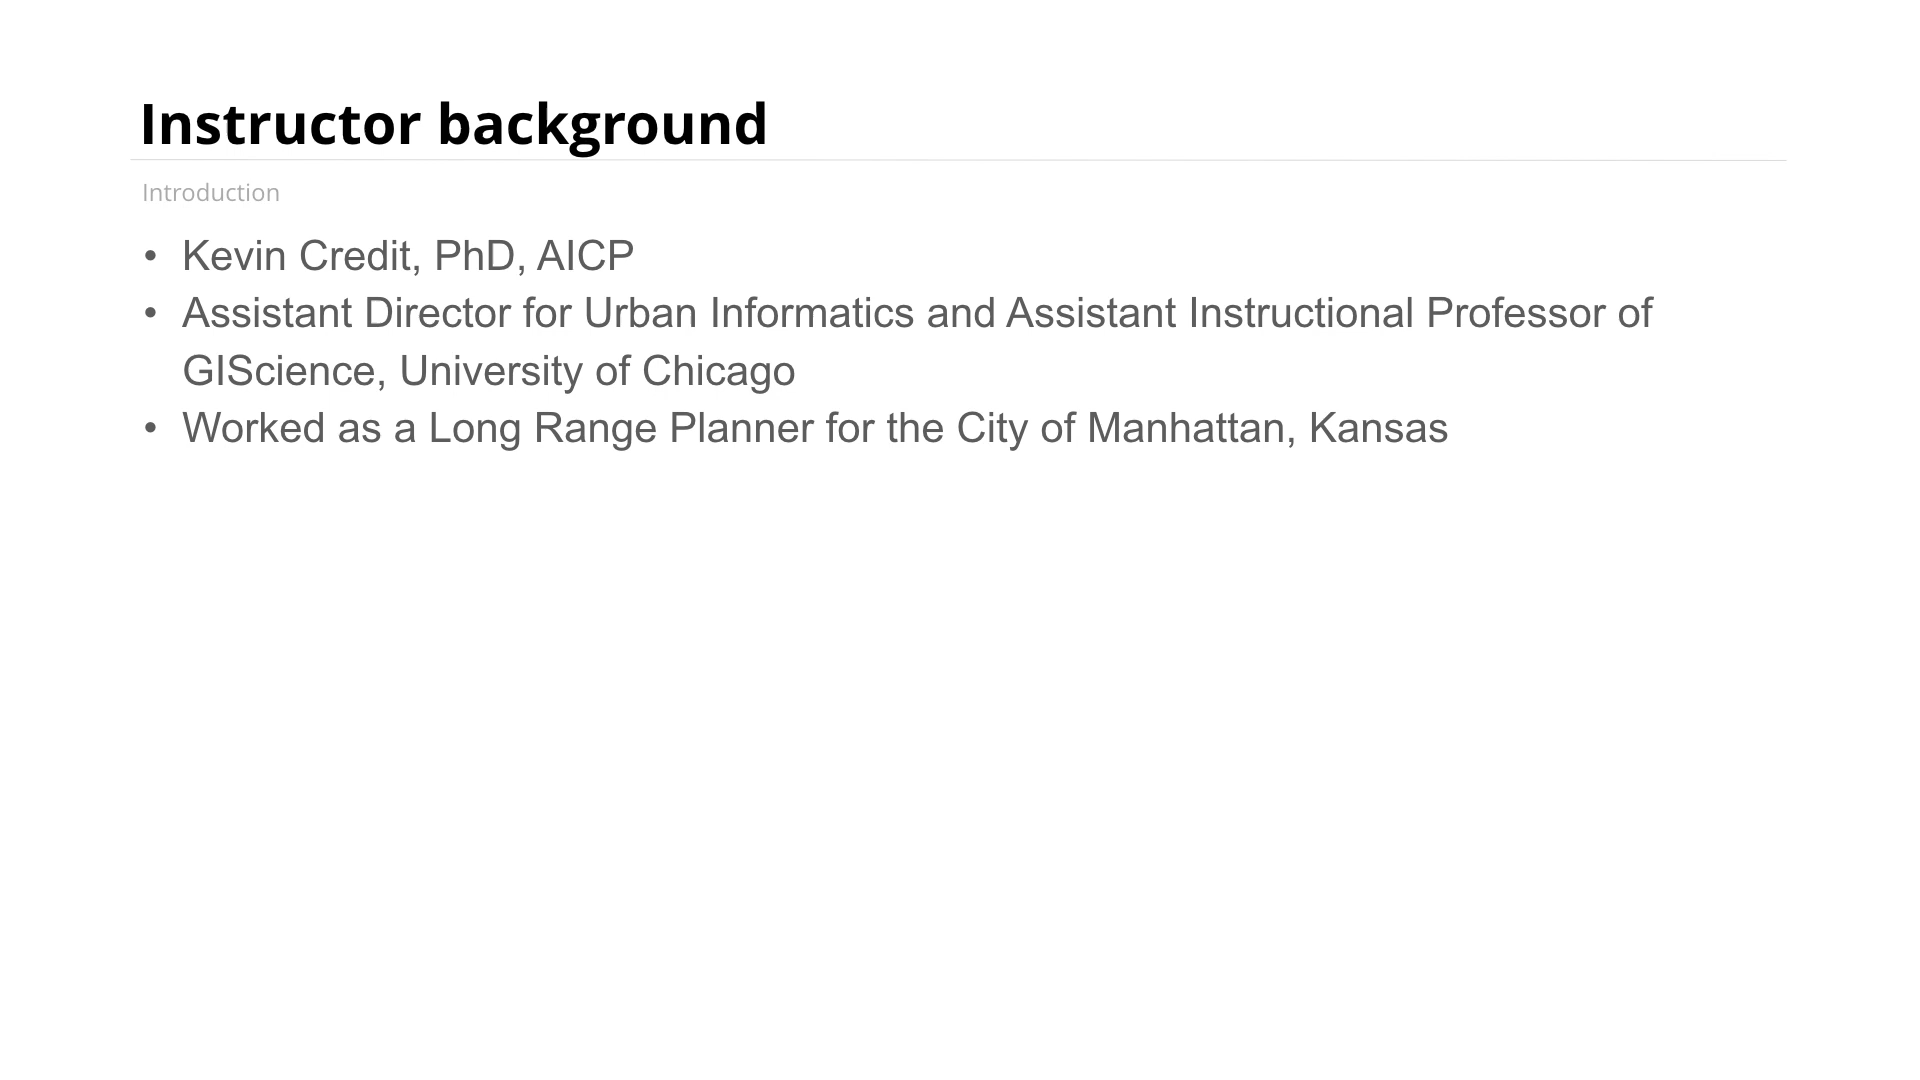 Instructor background
Introduction
• Kevin Credit, PhD, AICP
• Assistant Director for Urban Informatics and Assistant Instructional Professor of
GIScience, University of Chicago
• Worked as a Long Range Planner for the City of Manhattan, Kansas